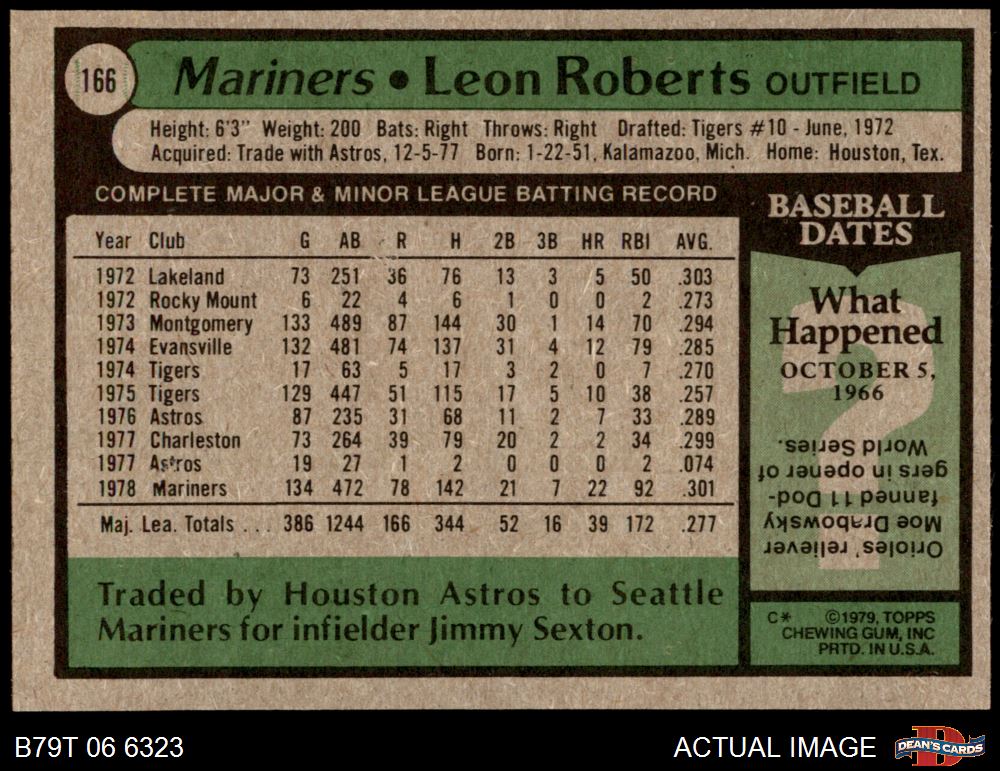 166
Mariners • Leon Roberts OUTFIELD
Height: 6'3" Weight: 200 Bats: Right Throws: Right Drafted: Tigers #10 - June, 1972
Acquired: Trade with Astros, 12-5-77 Born: 1-22-51, Kalamazoo, Mich. Home: Houston, Tex.
COMPLETE MAJOR & MINOR LEAGUE BATTING RECORD
Year Club G AB R H 2B 3B HR RBI AVG.
1972 Lakeland 73 251 36 76 13 3 5 50 .303
1972 Rocky Mount 6 22 4 6 1 0 0 2 .273
1973 Montgomery 133 489 87 144 30 1 14 70 .294
1974 Evansville 132 481 74 137 31 4 12 79 .285
1974 Tigers 17 63 5 17 3 2 0 7 .270
1975 Tigers 129 447 51 115 17 5 10 38 .257
1976 Astros 87 235 31 68 11 2 7 33 .289
1977 Charleston 73 264 39 79 20 2 2 34 .299
1977 Astros 19 27 1 2 0 0 0 2 .074
1978 Mariners 134 472 78 142 21 7 22 92 .301
Maj. Lea. Totals ... 386 1244 166 344 52 16 39 172 .277
Traded by Houston Astros to Seattle
Mariners for infielder Jimmy Sexton.
BASEBALL
DATES
What
Happened
OCTOBER 5,
1966
?
Orioles' reliever
Moe Drabowsky
fanned 11 Dod-
gers in opener of
World Series.
C* ©1979, TOPPS
CHEWING GUM, INC
PRTD. IN U.S.A.
B79T 06 6323
ACTUAL IMAGE
D
DEAN'S CARDS